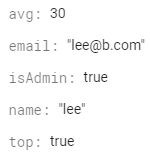 avg: 30
email: "lee@b.com"
isAdmin: true
name: "lee"
top: true